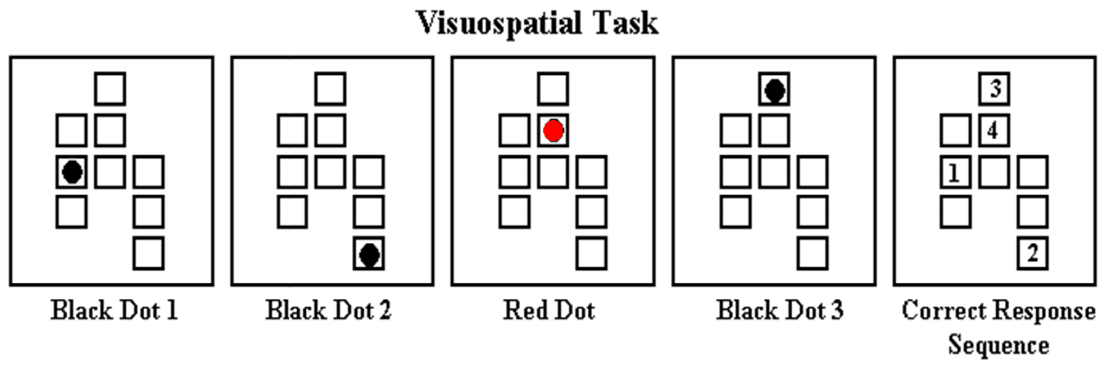 Visuospatial Task
3
4
1
2
Black Dot 1
Black Dot 2
Red Dot
Black Dot 3
Correct Response
Sequence